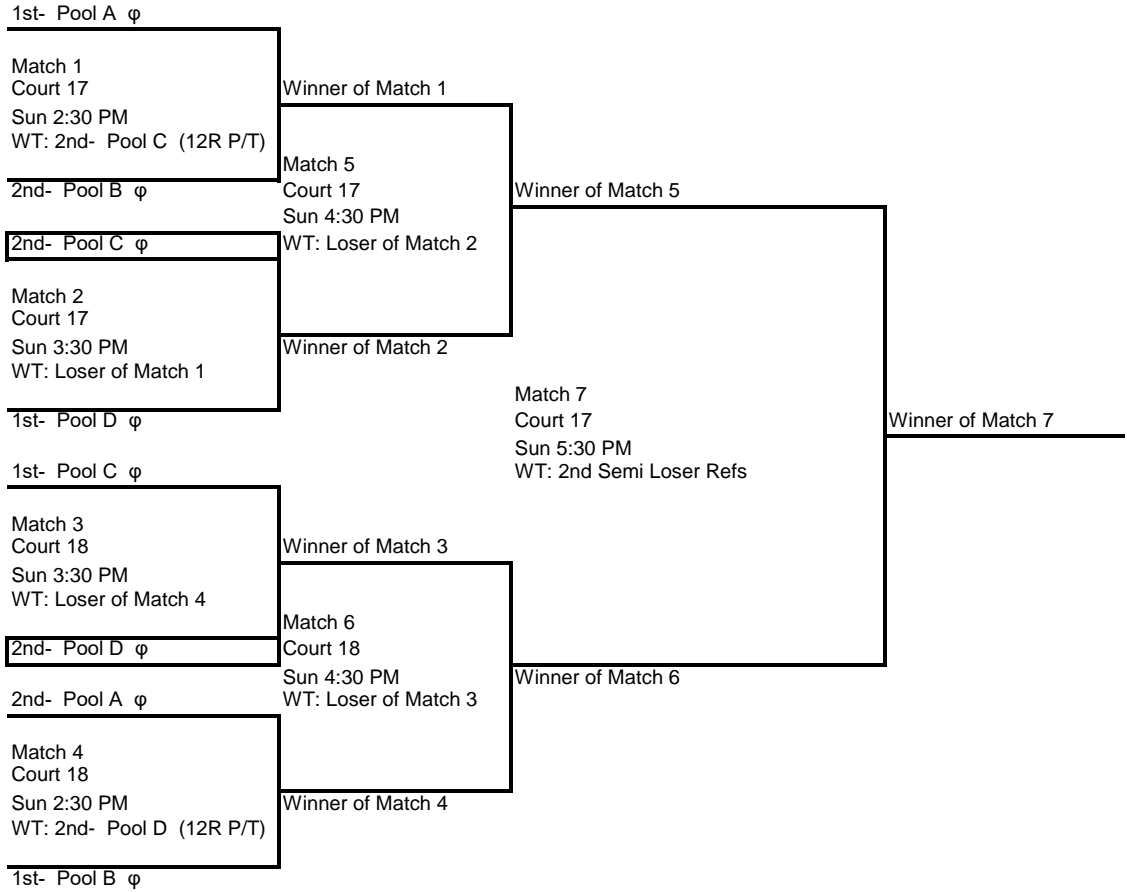 1st- Pool A φ
Match 1
Court 17
Sun 2:30 PM
WT: 2nd- Pool C (12R P/T)
2nd- Pool B φ
2nd- Pool C φ
Match 2
Court 17
Sun 3:30 PM
WT: Loser of Match 1
1st- Pool D φ
1st- Pool C φ
Match 3
Court 18
Sun 3:30 PM
WT: Loser of Match 4
2nd- Pool D φ
2nd- Pool A φ
Match 4
Court 18
Sun 2:30 PM
WT: 2nd- Pool D (12R P/T)
1st- Pool B φ
Winner of Match 1
Match 5
Court 17
Sun 4:30 PM
WT: Loser of Match 2
Winner of Match 2
Winner of Match 3
Match 6
Court 18
Sun 4:30 PM
WT: Loser of Match 3
Winner of Match 4
Winner of Match 5
Match 7
Court 17
Sun 5:30 PM
WT: 2nd Semi Loser Refs
Winner of Match 6
Winner of Match 7